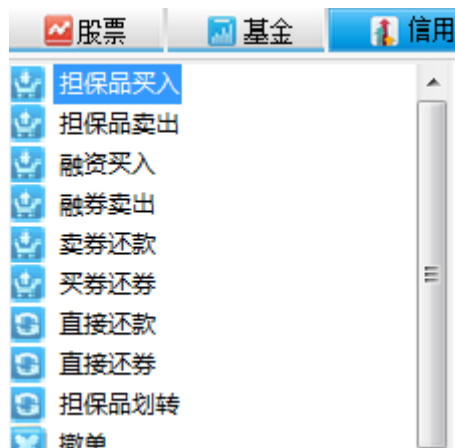 股票 基金 信用
担保品买入
担保品卖出
融资买入
融券卖出
卖券还款
买券还券
直接还款
直接还券
担保品划转
撤单